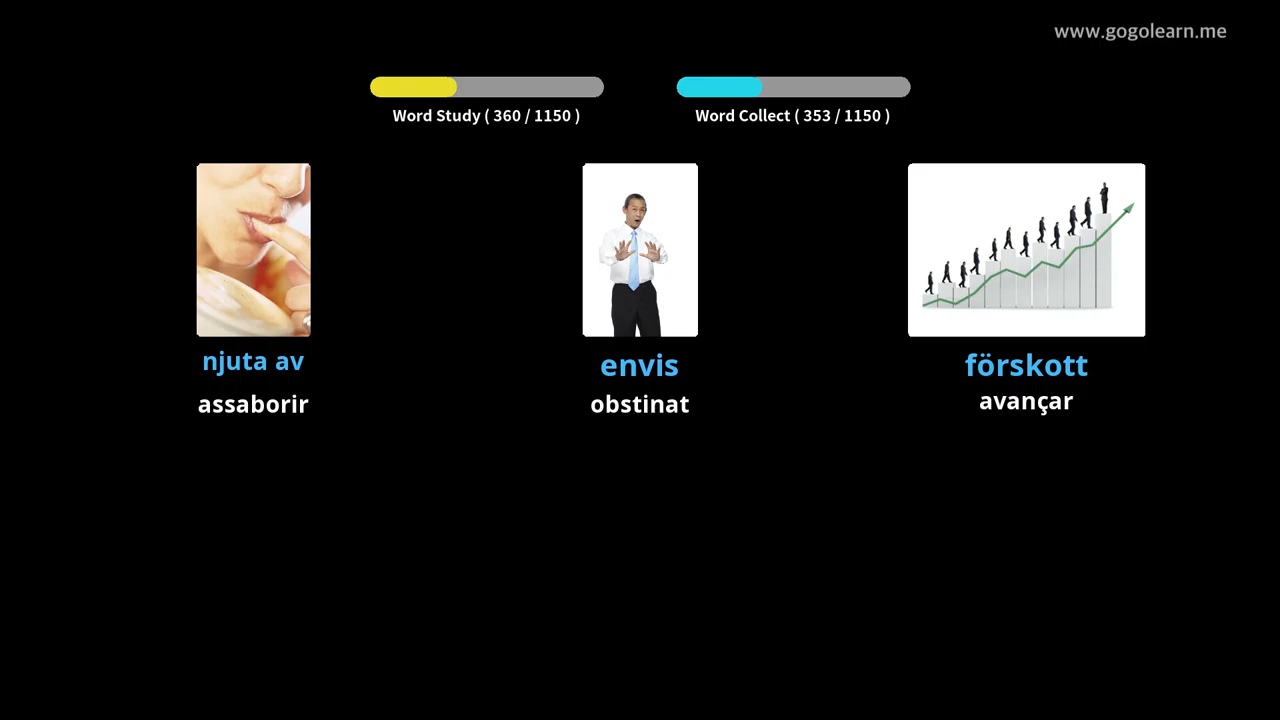 www.gogolearn.me
Word Study ( 360 / 1150 )
Word Collect ( 353 / 1150 )
njuta av
envis
förskott
assaborir
obstinat
avançar